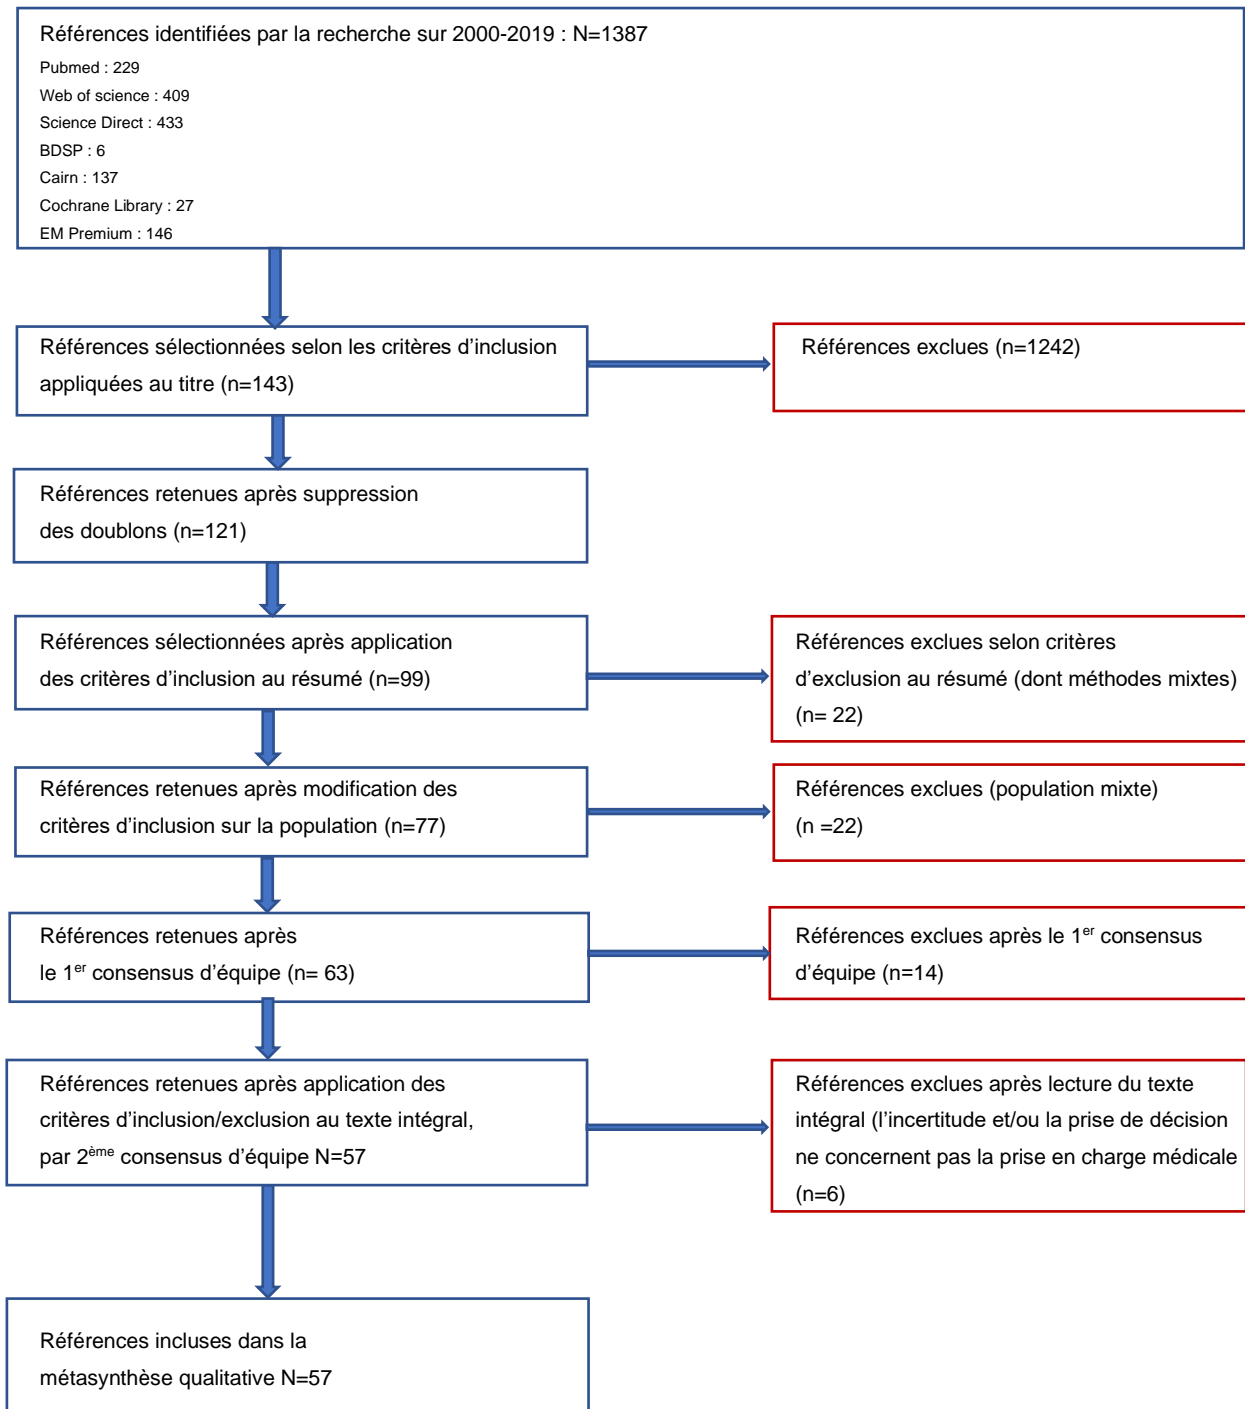 Références identifiées par la recherche sur 2000-2019 : N=1387
Pubmed : 229
Web of science : 409
Science Direct : 433
BDSP : 6
Cairn : 137
Cochrane Library : 27
EM Premium : 146
Références sélectionnées selon les critères d’inclusion
appliquées au titre (n=143)
Références exclues (n=1242)
Références retenues après suppression
des doublons (n=121)
Références sélectionnées après application
des critères d’inclusion au résumé (n=99)
Références exclues selon critères
d’exclusion au résumé (dont méthodes mixtes)
(n= 22)
Références retenues après modification des
critères d’inclusion sur la population (n=77)
Références exclues (population mixte)
(n =22)
Références retenues après
le 1er consensus d’équipe (n= 63)
Références exclues après le 1er consensus
d’équipe (n=14)
Références retenues après application des
critères d’inclusion/exclusion au texte intégral,
par 2ème consensus d’équipe N=57
Références exclues après lecture du texte
intégral (l’incertitude et/ou la prise de décision
ne concernent pas la prise en charge médicale
(n=6)
Références incluses dans la
métasynthèse qualitative N=57